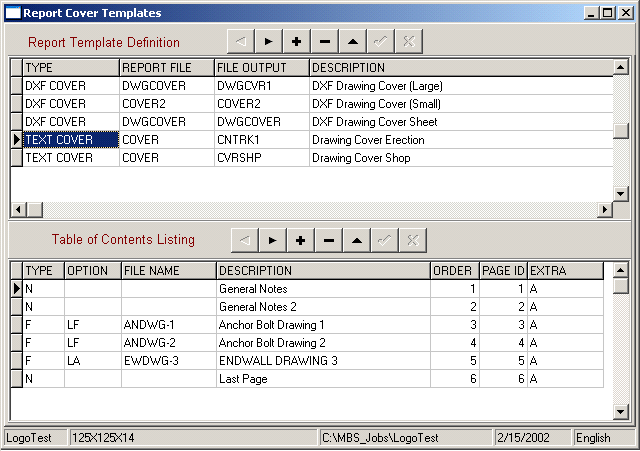 Report Cover Templates
Report Template Definition
TYPE REPORT FILE FILE OUTPUT DESCRIPTION
DXF COVER DWGCOVER DWGCVR1 DXF Drawing Cover (Large)
DXF COVER COVER2 COVER2 DXF Drawing Cover (Small)
DXF COVER DWGCOVER DWGCOVER DXF Drawing Cover Sheet
TEXT COVER COVER CNTRK1 Drawing Cover Erection
TEXT COVER COVER CVRSHP Drawing Cover Shop
Table of Contents Listing
TYPE OPTION FILE NAME DESCRIPTION ORDER PAGE ID EXTRA
N General Notes 1 1 A
N General Notes 2 2 2 A
F LF ANDWG-1 Anchor Bolt Drawing 1 3 3 A
F LF ANDWG-2 Anchor Bolt Drawing 2 4 4 A
F LA EWDWG-3 ENDWALL DRAWING 3 5 5 A
N Last Page 6 6 A
LogoTest 125X125X14 C:\MBS_Jobs\LogoTest 2/15/2002 English